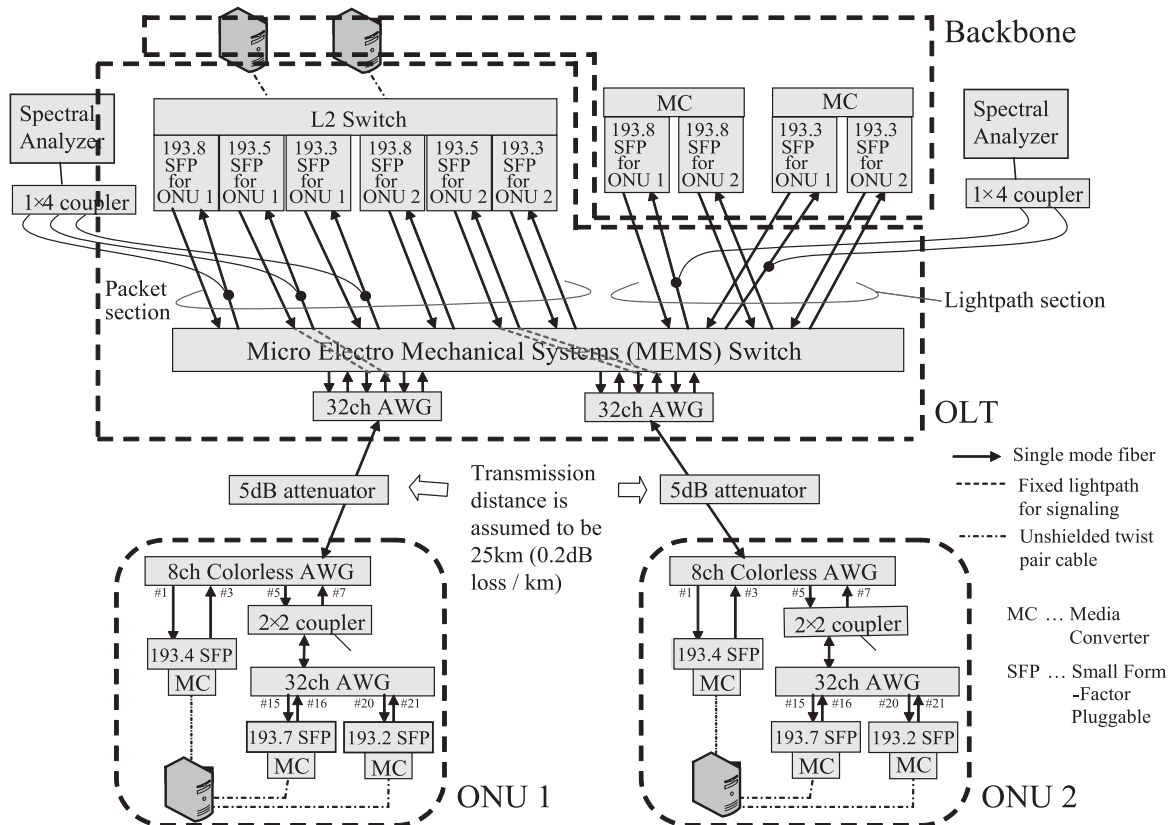 Backbone
Spectral
Analyzer
1×4 coupler
L2 Switch
193.8
SFP
for
ONU 1
193.5
SFP
for
ONU 1
193.3
SFP
for
ONU 1
193.8
SFP
for
ONU 2
193.5
SFP
for
ONU 2
193.3
SFP
for
ONU 2
MC
193.8
SFP
for
ONU 1
193.8
SFP
for
ONU 2
MC
193.3
SFP
for
ONU 1
193.3
SFP
for
ONU 2
Spectral
Analyzer
1×4 coupler
Packet
section
Lightpath section
Micro Electro Mechanical Systems (MEMS) Switch
32ch AWG
32ch AWG
OLT
5dB attenuator
Transmission
distance is
assumed to be
25km (0.2dB
loss / km)
5dB attenuator
Single mode fiber
Fixed lightpath
for signaling
Unshielded twist
pair cable
MC … Media
Converter
SFP … Small Form
-Factor
Pluggable
8ch Colorless AWG
#1
#3
#5
#7
2×2 coupler
193.4 SFP
MC
32ch AWG
#15
#16
#20
#21
193.7 SFP
193.2 SFP
MC
MC
ONU 1
8ch Colorless AWG
#1
#3
#5
#7
2×2 coupler
193.4 SFP
MC
32ch AWG
#15
#16
#20
#21
193.7 SFP
193.2 SFP
MC
MC
ONU 2